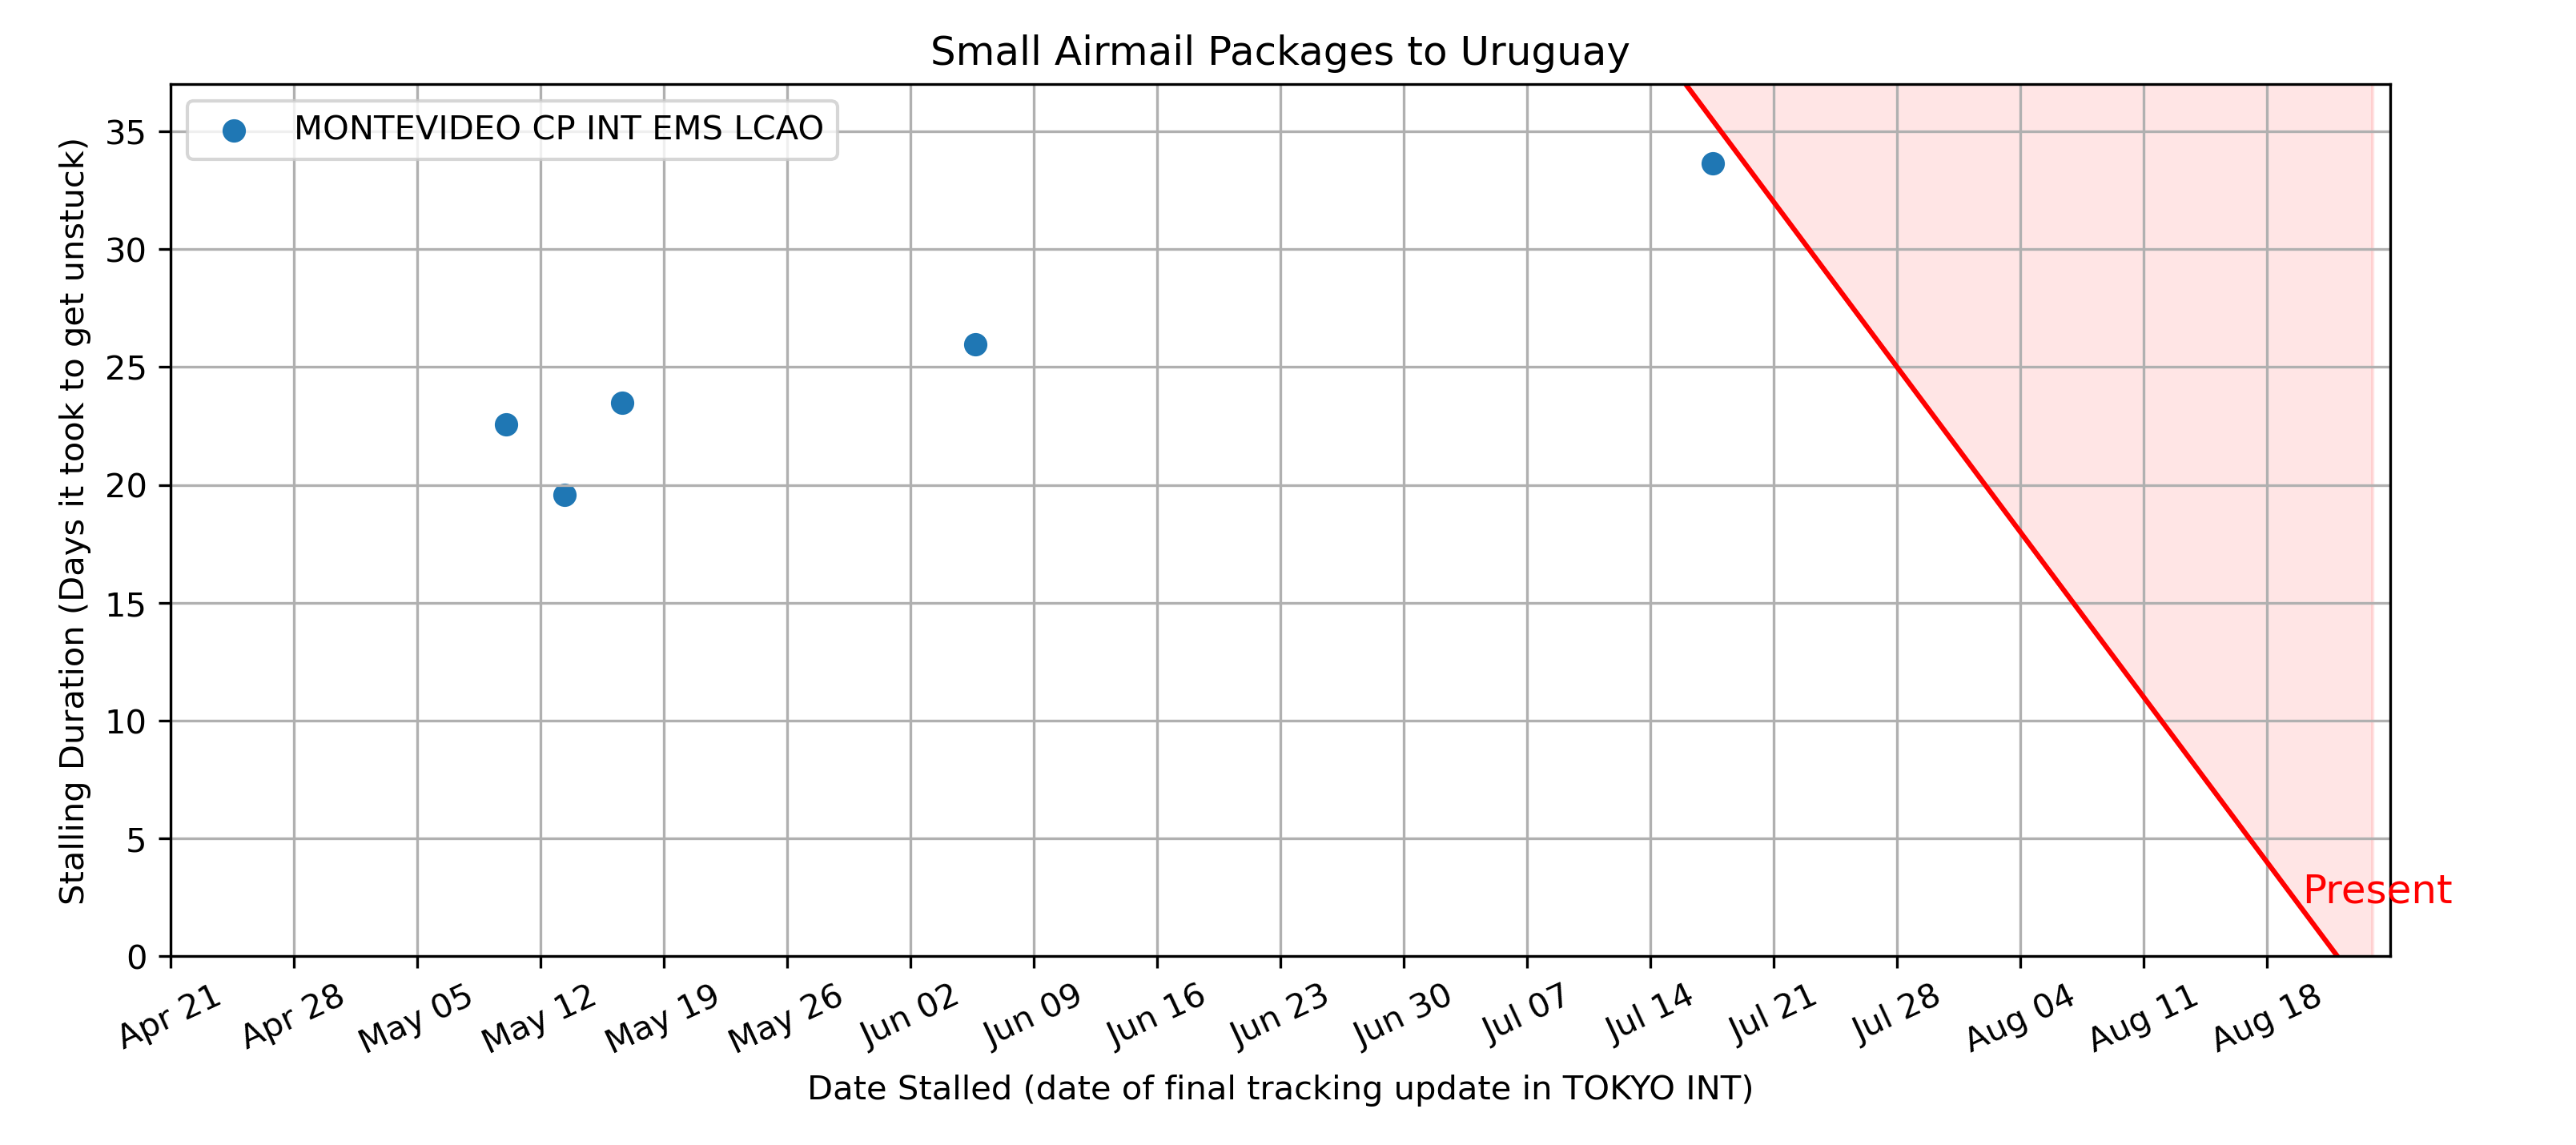 Small Airmail Packages to Uruguay
MONTEVIDEO CP INT EMS LCAO
Stalling Duration (Days it took to get unstuck)
35
30
25
20
15
10
5
0
Present
Apr 21
Apr 28
May 05
May 12
May 19
May 26
Jun 02
Jun 09
Jun 16
Jun 23
Jun 30
Jul 07
Jul 14
Jul 21
Jul 28
Aug 04
Aug 11
Aug 18
Date Stalled (date of final tracking update in TOKYO INT)